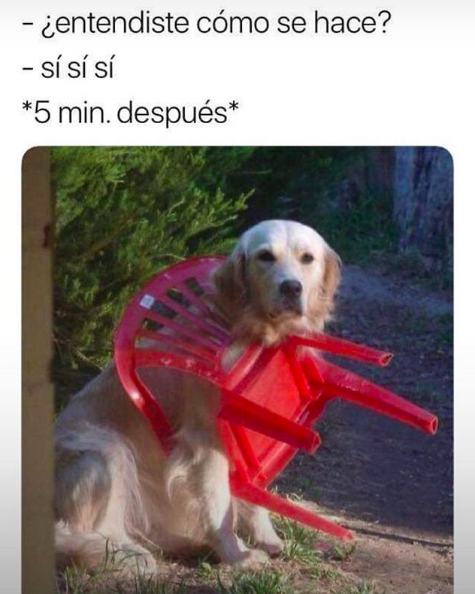 - ¿entendiste cómo se hace?
- sí sí sí
*5 min. después*